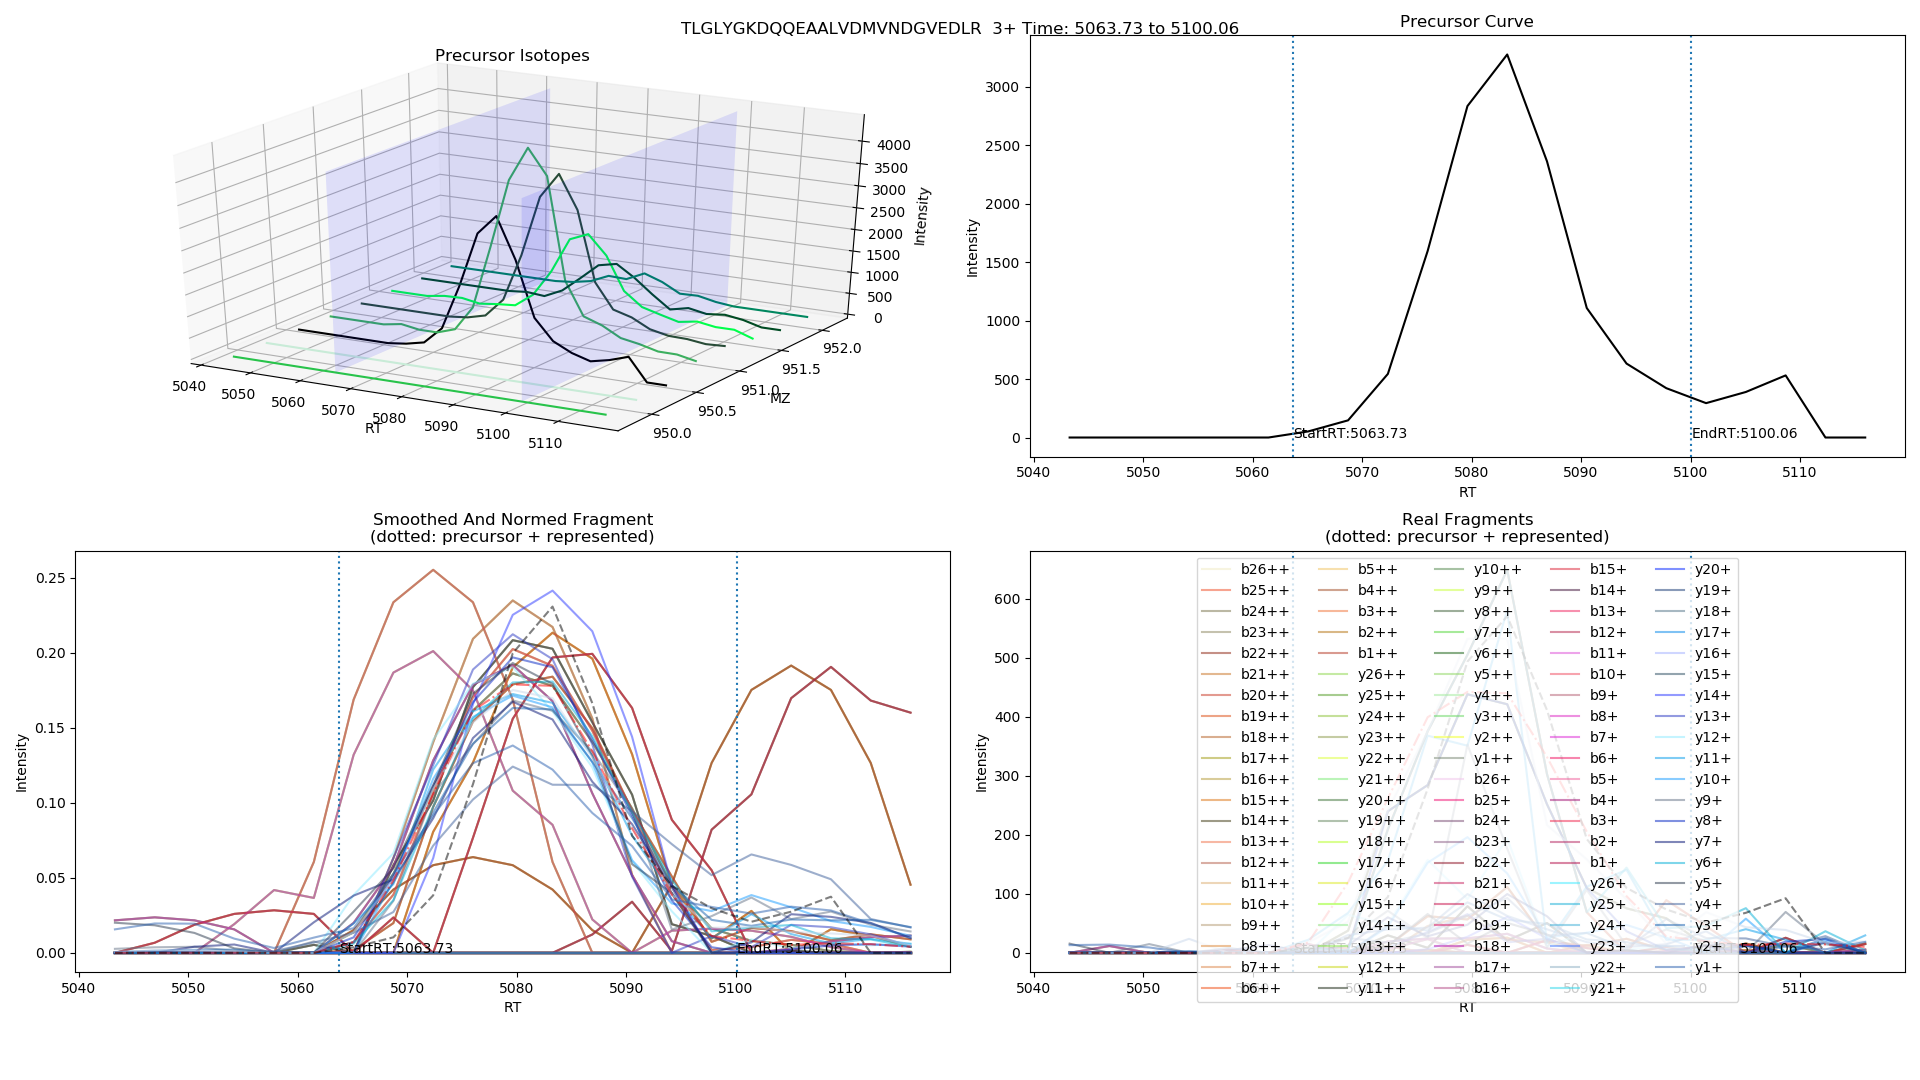 TLGLYGKDQQEAALVDMVNDGVEDLR  3+ Time: 5063.73 to 5100.06
Precursor Isotopes
4000
3500
3000
2500
2000
1500
1000
500
0
Intensity
952.0
951.5
951.0
950.5
950.0
MZ
5040
5050
5060
5070
5080
5090
5100
5110
RT
Precursor Curve
3000
2500
2000
1500
1000
500
0
Intensity
StartRT:5063.73
EndRT:5100.06
5040 5050 5060 5070 5080 5090 5100 5110
RT
Smoothed And Normed Fragment
(dotted: precursor + represented)
0.25
0.20
0.15
0.10
0.05
0.00
Intensity
StartRT:5063.73
EndRT:5100.06
5040 5050 5060 5070 5080 5090 5100 5110
RT
Real Fragments
(dotted: precursor + represented)
600
500
400
300
200
100
0
Intensity
b26++ b5++ y10++ b15+ y20+
b25++ b4++ y9++ b14+ y19+
b24++ b3++ y8++ b13+ y18+
b23++ b2++ y7++ b12+ y17+
b22++ b1++ y6++ b11+ y16+
b21++ y26++ y5++ b10+ y15+
b20++ y25++ y4++ b9+ y14+
b19++ y24++ y3++ b8+ y13+
b18++ y23++ y2++ b7+ y12+
b17++ y22++ y1++ b6+ y11+
b16++ y21++ b26+ b5+ y10+
b15++ y20++ b25+ b4+ y9+
b14++ y19++ b24+ b3+ y8+
b13++ y18++ b23+ b2+ y7+
b12++ y17++ b22+ b1+ y6+
b11++ y16++ b21+ y26+ y5+
b10++ y15++ b20+ y25+ y4+
b9++ y14++ b19+ y24+ y3+
b8++ y13++ b18+ y23+ y2+
b7++ y12++ b17+ y22+ y1+
b6++ y11++ b16+ y21+
5040 5050 5060 5070 5080 5090 5100 5110
RT